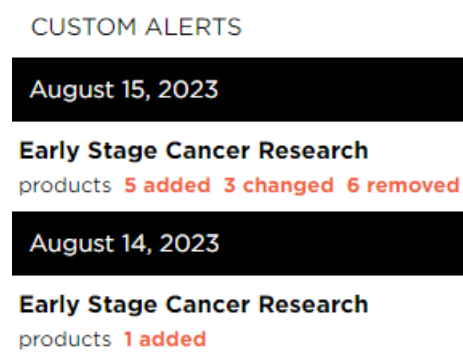 CUSTOM ALERTS
August 15, 2023
Early Stage Cancer Research
products 5 added 3 changed 6 removed
August 14, 2023
Early Stage Cancer Research
products 1 added